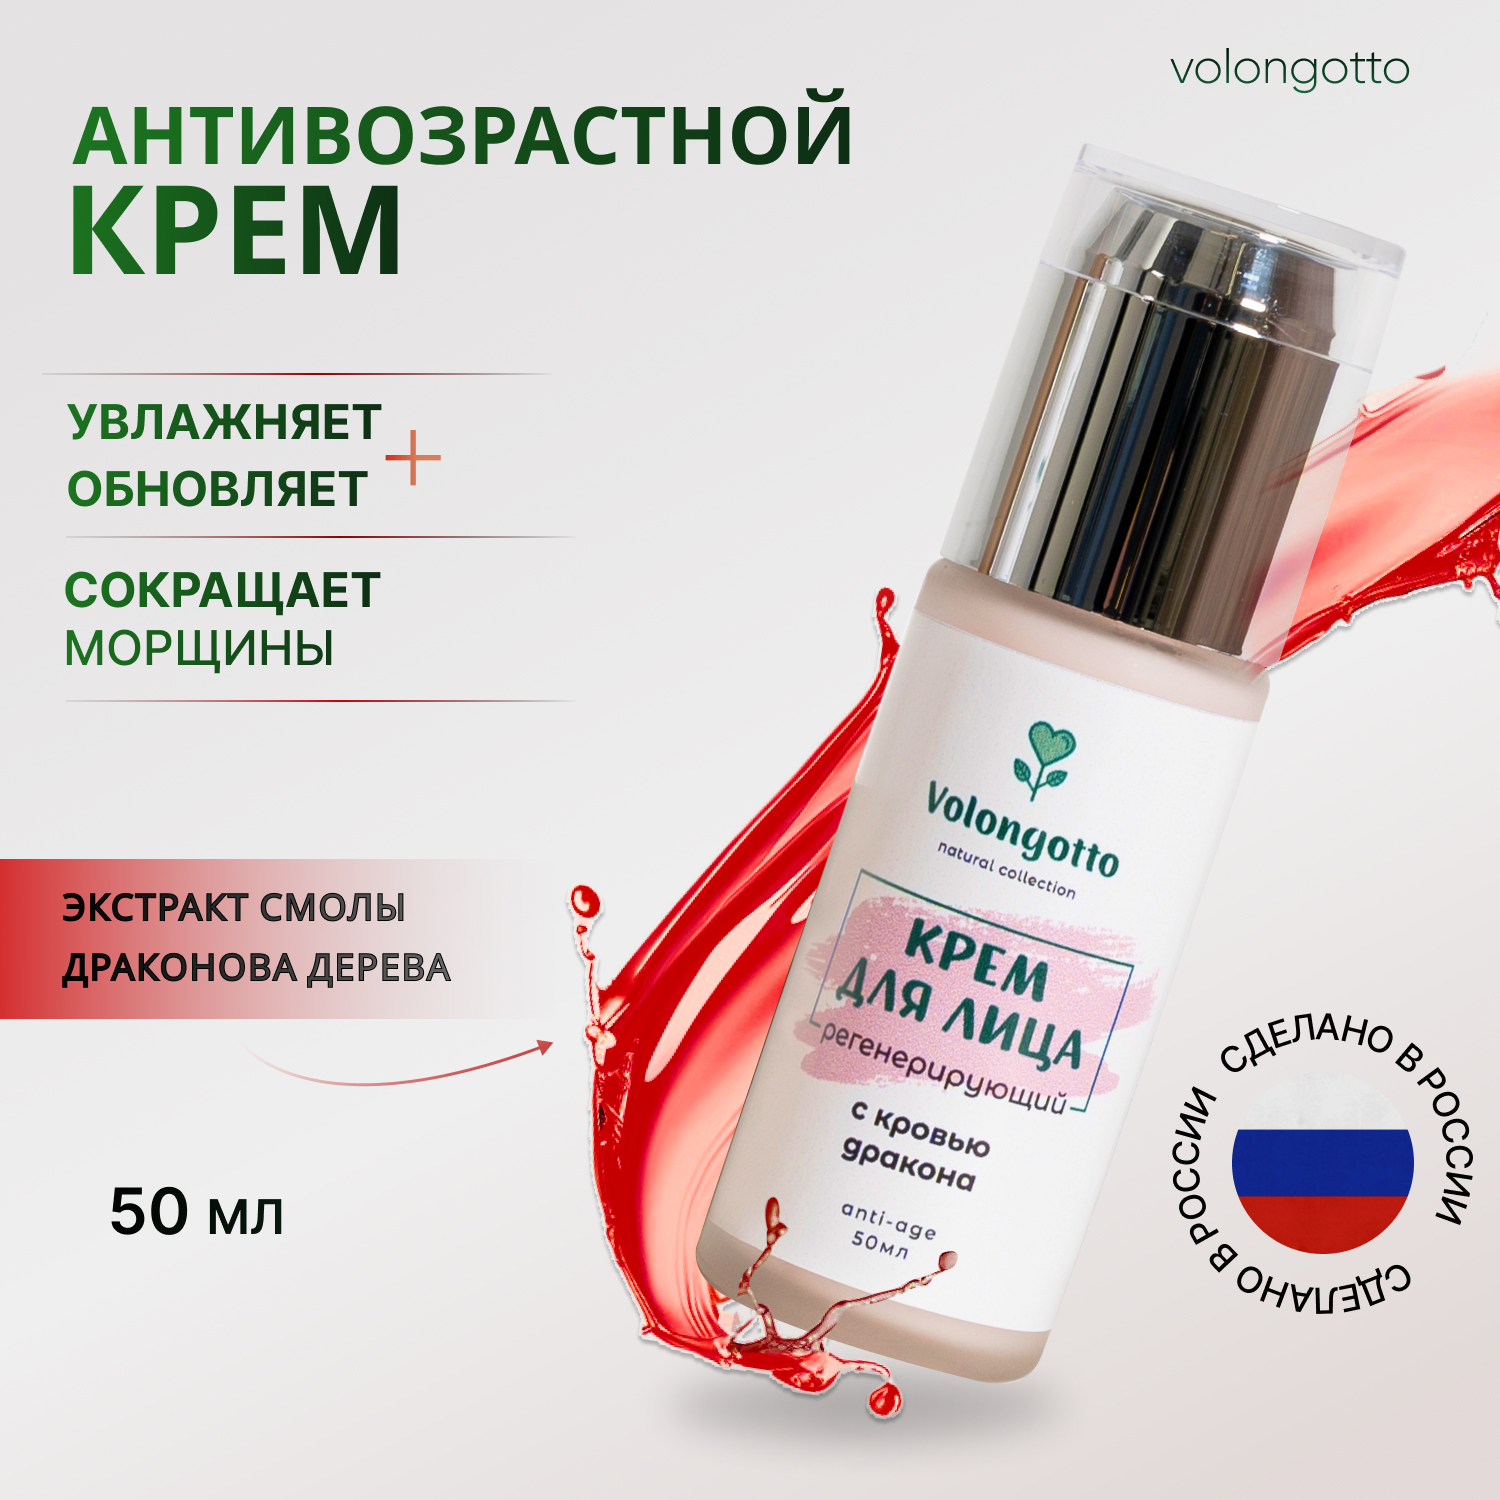 volongotto
АНТИВОЗРАСТНОЙ
КРЕМ
УВЛАЖНЯЕТ
ОБНОВЛЯЕТ
+
СОКРАЩАЕТ
МОРЩИНЫ
ЭКСТРАКТ СМОЛЫ
ДРАКОНОВА ДЕРЕВА
50 мл
Volongotto
natural collection
КРЕМ
ДЛЯ ЛИЦА
регенерирующий
с кровью
дракона
anti-age
50мл
СДЕЛАНО В РОССИИ
СДЕЛАНО В РОССИИ